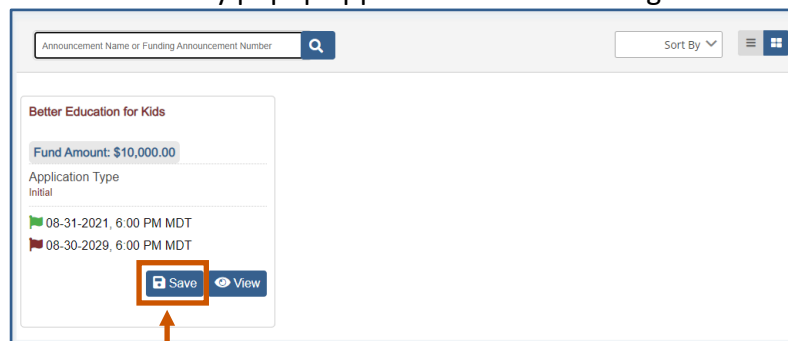 Announcement Name or Funding Announcement Number
Sort By
Better Education for Kids
Fund Amount: $10,000.00
Application Type
Initial
08-31-2021, 6:00 PM MDT
08-30-2029, 6:00 PM MDT
Save View